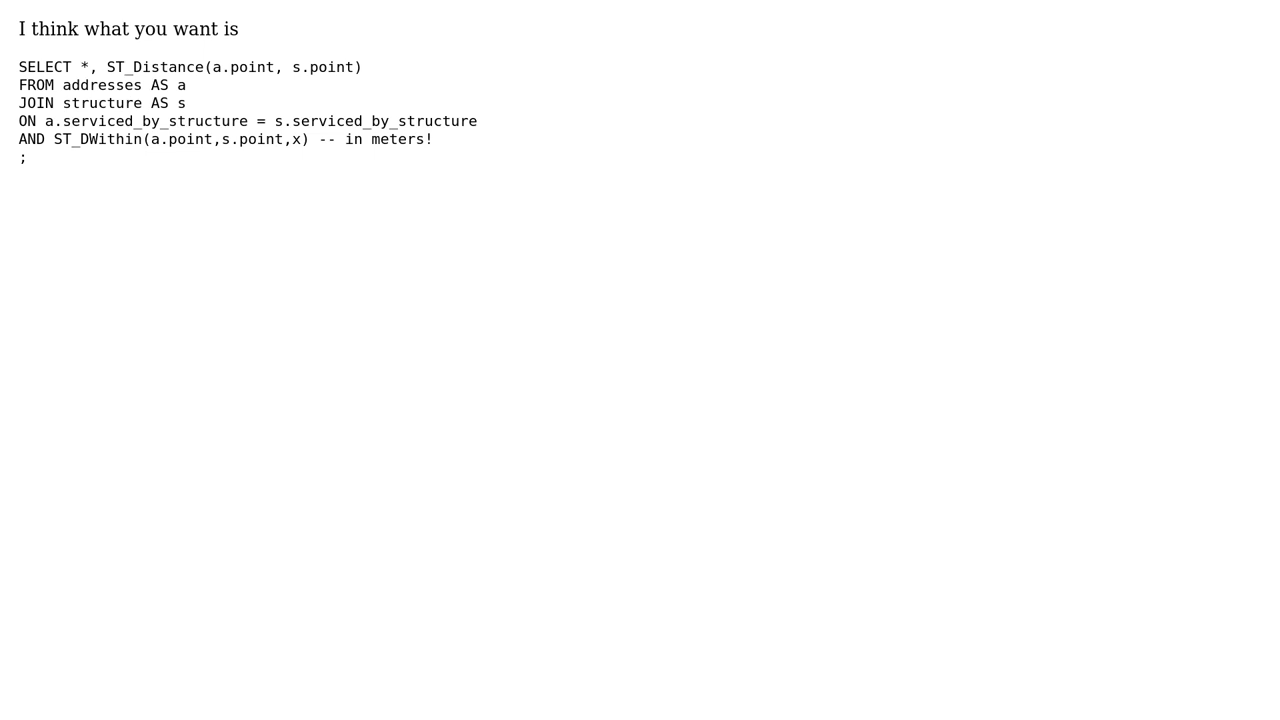 I think what you want is
SELECT *, ST_Distance(a.point, s.point)
FROM addresses AS a
JOIN structure AS s
ON a.serviced_by_structure = s.serviced_by_structure
AND ST_DWithin(a.point,s.point,x) -- in meters!
;